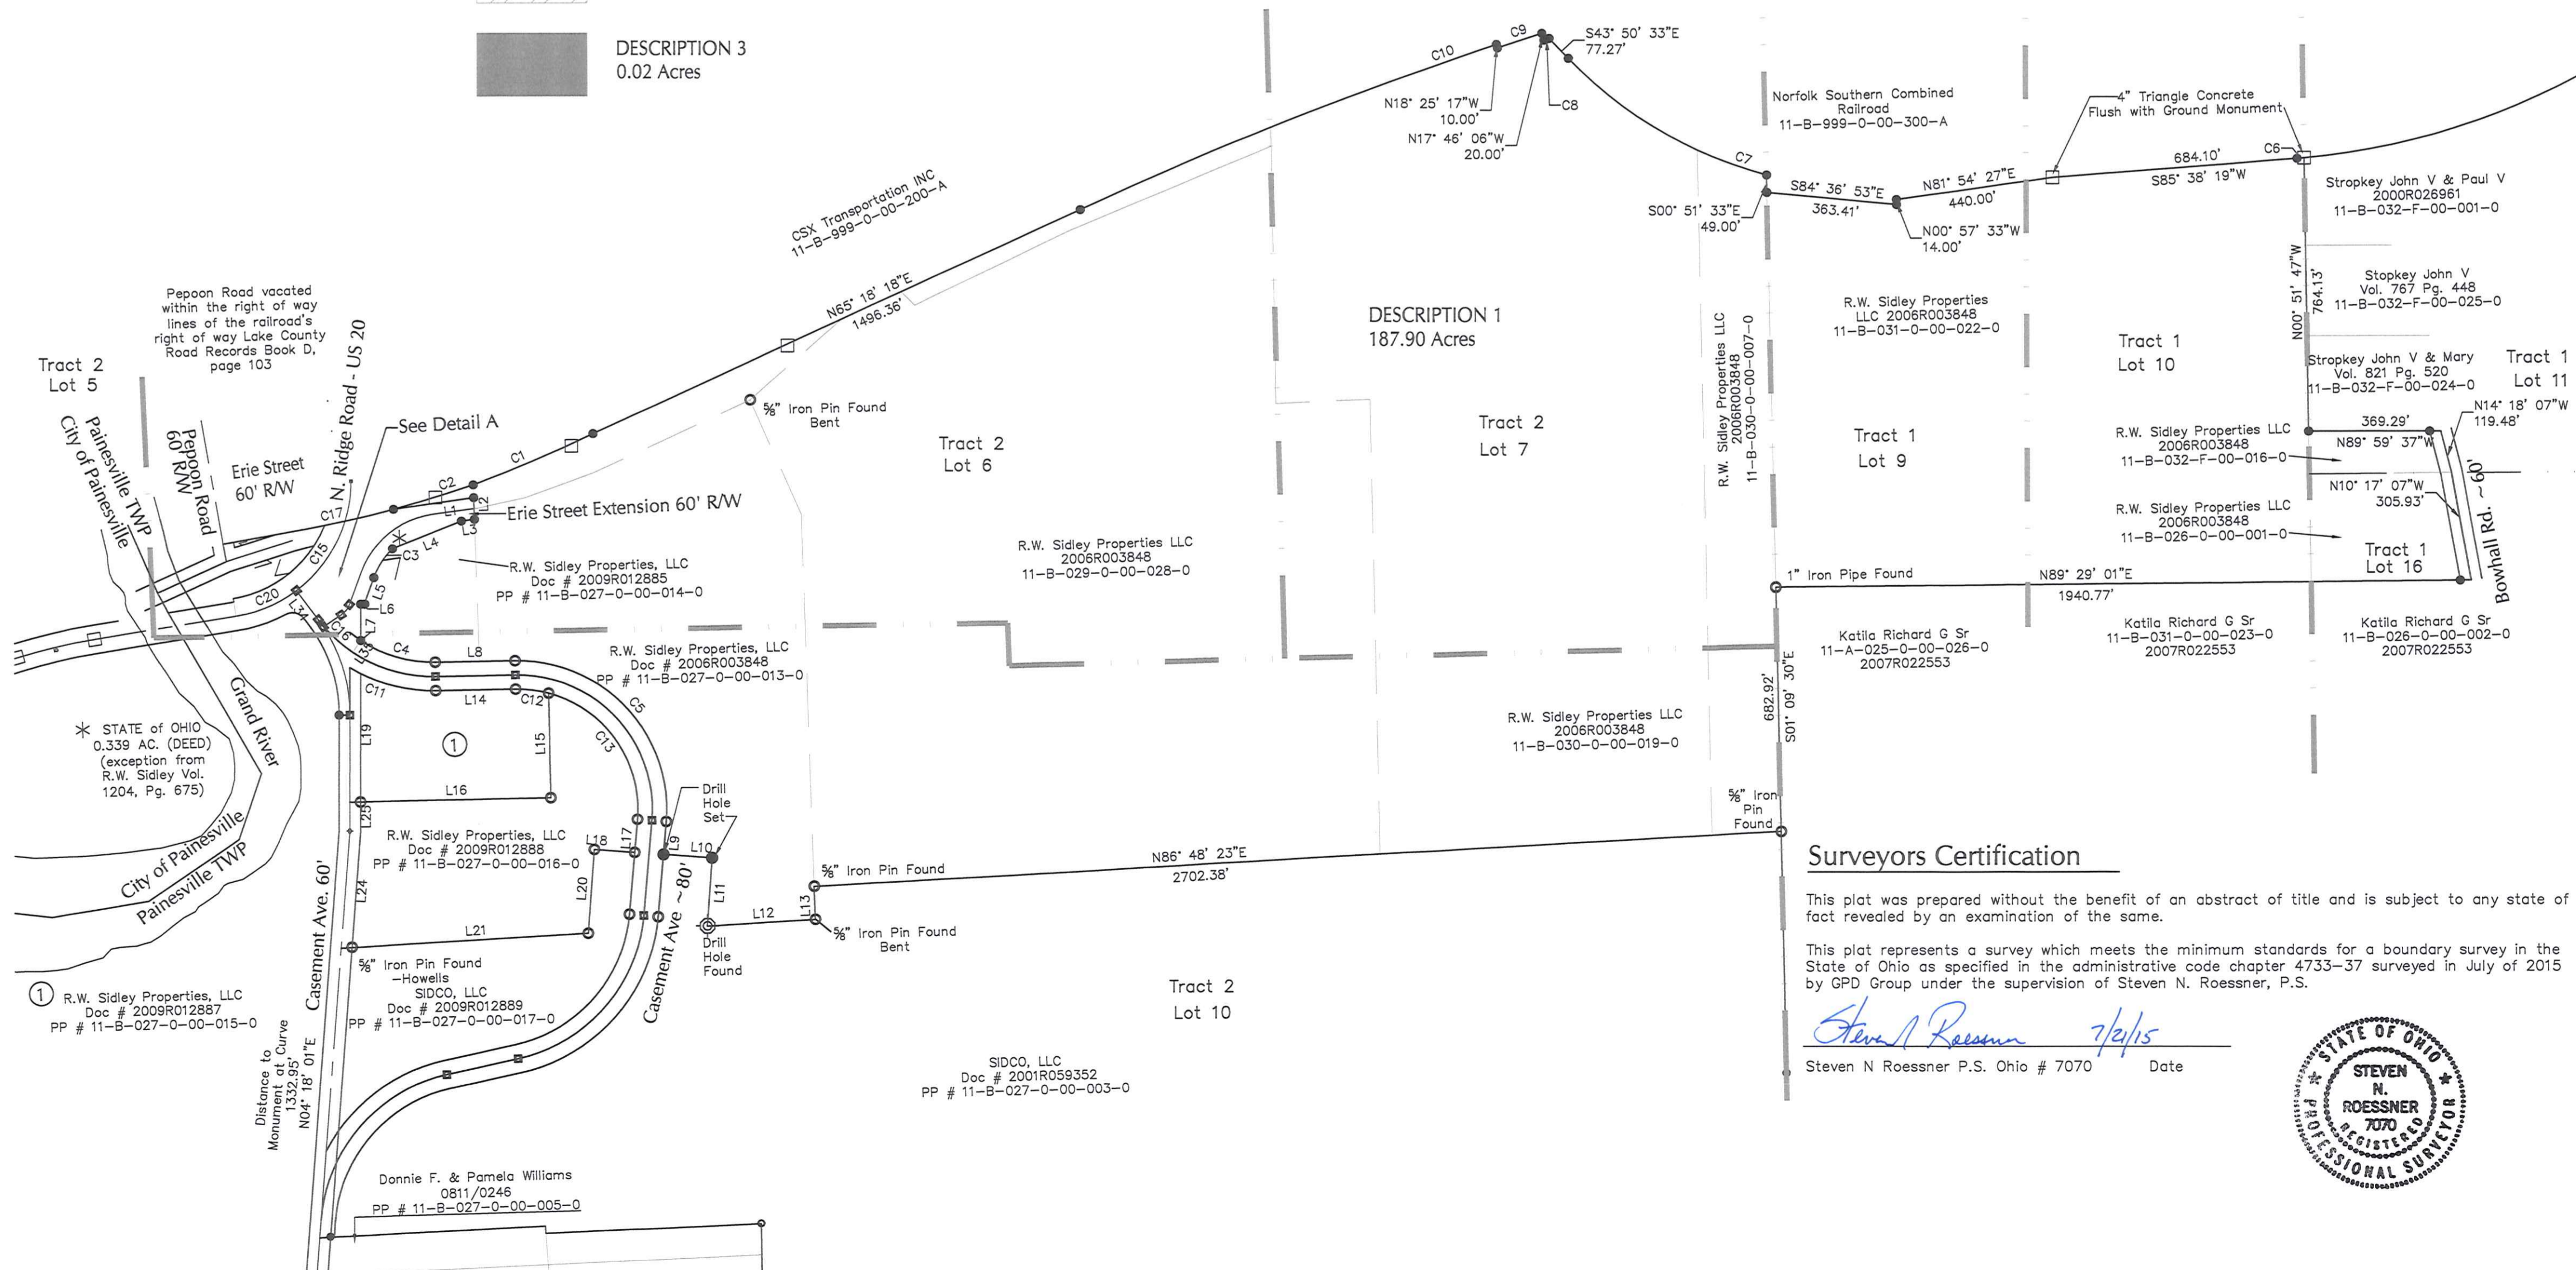 DESCRIPTION 3
0.02 Acres
C10
C9
S43° 50' 33"E
77.27'
N18° 25' 17"W
10.00'
C8
N17° 46' 06"W
20.00'
C7
Norfolk Southern Combined
Railroad
11-B-999-0-00-300-A
4" Triangle Concrete
Flush with Ground Monument
C6
684.10'
S85° 38' 19"W
N81° 54' 27"E
440.00'
S84° 36' 53"E
363.41'
S00° 51' 33"E
49.00'
N00° 57' 33"W
14.00'
Stropkey John V & Paul V
2000R026961
11-B-032-F-00-001-0
N00° 51' 47"W
764.13'
Stopkey John V
Vol. 767 Pg. 448
11-B-032-F-00-025-0
Stropkey John V & Mary
Vol. 821 Pg. 520
11-B-032-F-00-024-0
Tract 1
Lot 11
N14° 18' 07"W
119.48'
369.29'
N89° 59' 37"W
R.W. Sidley Properties LLC
2006R003848
11-B-032-F-00-016-0
N10° 17' 07"W
305.93'
R.W. Sidley Properties LLC
2006R003848
11-B-026-0-00-001-0
Tract 1
Lot 16
Bowhall Rd. ~ 60'
CSX Transportation INC
11-B-999-0-00-200-A
N65° 18' 18"E
1496.36'
DESCRIPTION 1
187.90 Acres
R.W. Sidley Properties
LLC 2006R003848
11-B-031-0-00-022-0
Tract 1
Lot 10
Tract 1
Lot 9
R.W. Sidley Properties LLC
2006R003848
11-B-030-0-00-007-0
Tract 2
Lot 7
Tract 2
Lot 6
Pepoon Road vacated
within the right of way
lines of the railroad's
right of way Lake County
Road Records Book D,
page 103
Tract 2
Lot 5
Painesville TWP
City of Painesville
Pepoon Road
60' R/W
Erie Street
60' R/W
N. Ridge Road - US 20
See Detail A
⅝" Iron Pin Found
Bent
C1
C2
L2
L1
L3
Erie Street Extension 60' R/W
C17
C15
L4
C3
L5
L6
L7
C20
L34
C16
L35
R.W. Sidley Properties, LLC
Doc # 2009R012885
PP # 11-B-027-0-00-014-0
R.W. Sidley Properties LLC
2006R003848
11-B-029-0-00-028-0
1" Iron Pipe Found
N89° 29' 01"E
1940.77'
Katila Richard G Sr
11-A-025-0-00-026-0
2007R022553
Katila Richard G Sr
11-B-031-0-00-023-0
2007R022553
Katila Richard G Sr
11-B-026-0-00-002-0
2007R022553
682.92'
S01° 09' 30"E
C4
L8
R.W. Sidley Properties, LLC
Doc # 2006R003848
PP # 11-B-027-0-00-013-0
C11
L14
C12
C5
C13
L19
1
L15
L16
L25
Grand River
✳ STATE of OHIO
0.339 AC. (DEED)
(exception from
R.W. Sidley Vol.
1204, Pg. 675)
City of Painesville
Painesville TWP
R.W. Sidley Properties LLC
2006R003848
11-B-030-0-00-019-0
⅝" Iron
Pin
Found
Drill
Hole
Set
R.W. Sidley Properties, LLC
Doc # 2009R012888
PP # 11-B-027-0-00-016-0
L18
L17
L9
L10
L11
L20
L24
L21
L12
L13
N86° 48' 23"E
2702.38'
⅝" Iron Pin Found
⅝" Iron Pin Found
Bent
Drill
Hole
Found
Casement Ave ~ 80'
Casement Ave. 60'
⅝" Iron Pin Found
-Howells
SIDCO, LLC
Doc # 2009R012889
PP # 11-B-027-0-00-017-0
1 R.W. Sidley Properties, LLC
Doc # 2009R012887
PP # 11-B-027-0-00-015-0
Distance to
Monument at Curve
1332.95'
N04° 18' 01"E
Tract 2
Lot 10
SIDCO, LLC
Doc # 2001R059352
PP # 11-B-027-0-00-003-0
Donnie F. & Pamela Williams
0811/0246
PP # 11-B-027-0-00-005-0
Surveyors Certification
This plat was prepared without the benefit of an abstract of title and is subject to any state of
fact revealed by an examination of the same.
This plat represents a survey which meets the minimum standards for a boundary survey in the
State of Ohio as specified in the administrative code chapter 4733-37 surveyed in July of 2015
by GPD Group under the supervision of Steven N. Roessner, P.S.
Steven N Roessner 7/21/15
Steven N Roessner P.S. Ohio # 7070 Date
STATE OF OHIO
STEVEN
N.
ROESSNER
7070
REGISTERED
PROFESSIONAL SURVEYOR